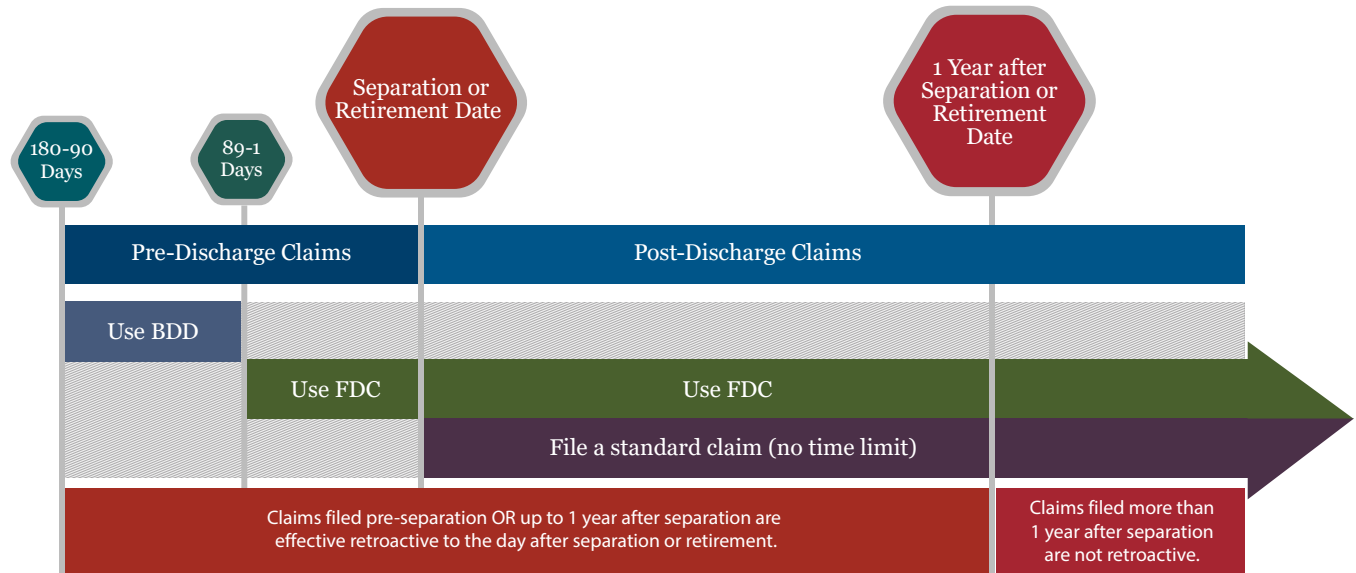 180-90
Days
89-1
Days
Separation or
Retirement Date
1 Year after
Separation or
Retirement
Date
Pre-Discharge Claims
Post-Discharge Claims
Use BDD
Use FDC
Use FDC
File a standard claim (no time limit)
Claims filed pre-separation OR up to 1 year after separation are
effective retroactive to the day after separation or retirement.
Claims filed more than
1 year after separation
are not retroactive.